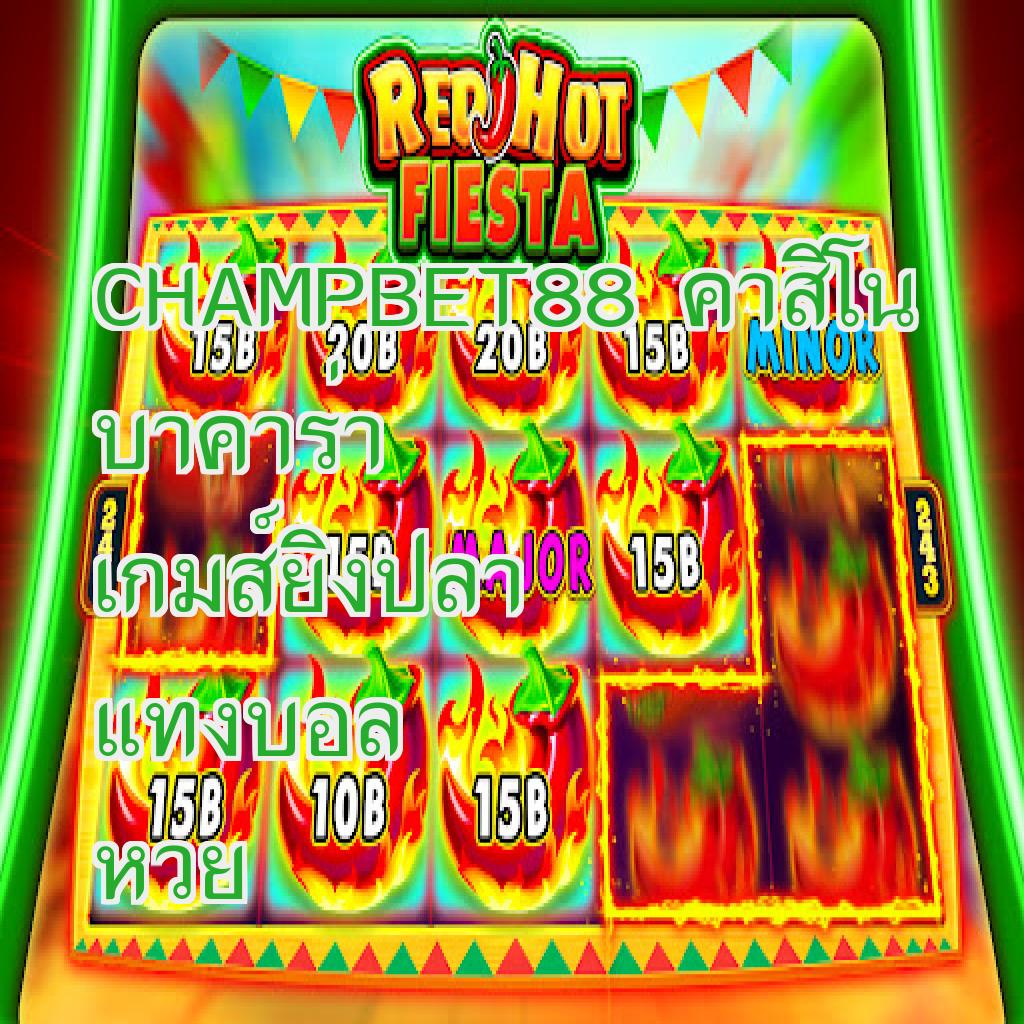 RED HOT
FIESTA
CHAMPBET88 คาสิโน
15B 20B 20B 15B MINOR
บาคาร่า
243 243
15B MAJOR 15B
เกมส์ยิงปลา
แทงบอล
15B 10B 15B
หวย